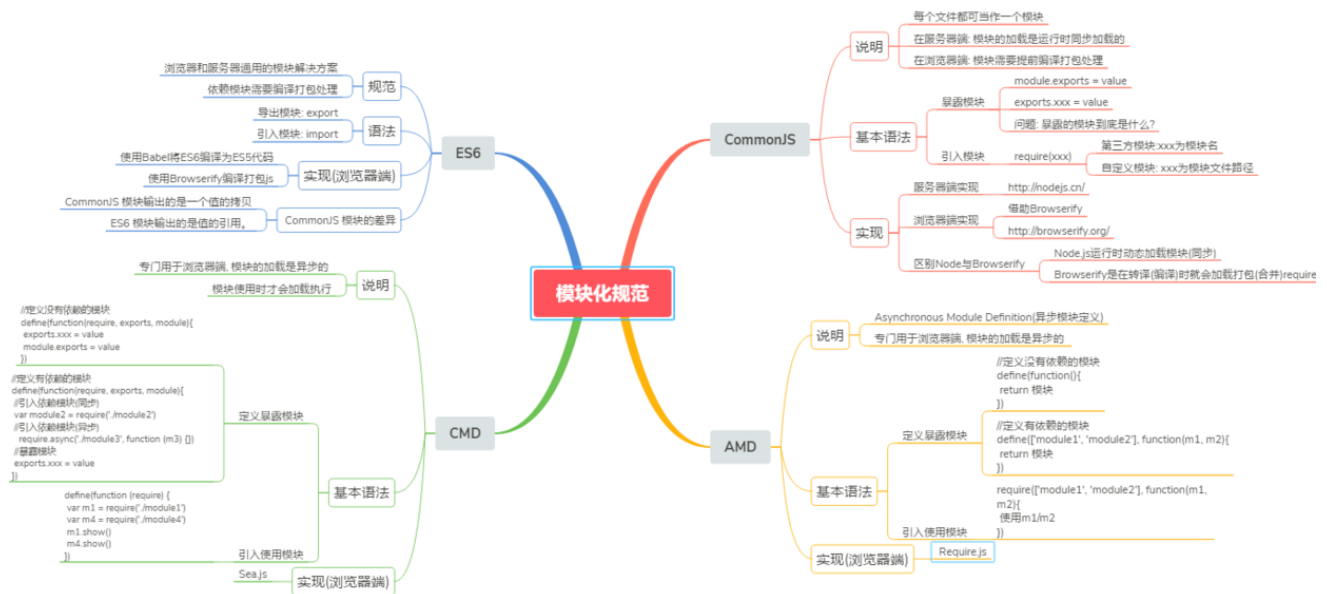 模块化规范
CommonJS
说明
每个文件都可当作一个模块
在服务器端: 模块的加载是运行时同步加载的
在浏览器端: 模块需要提前编译打包处理
基本语法
暴露模块
module.exports = value
exports.xxx = value
问题: 暴露的模块到底是什么?
引入模块
require(xxx)
第三方模块:xxx为模块名
自定义模块: xxx为模块文件路径
实现
服务器端实现
http://nodejs.cn/
浏览器端实现
借助Browserify
http://browserify.org/
区别Node与Browserify
Node.js运行时动态加载模块(同步)
Browserify是在转译(编译)时就会加载打包(合并)require
AMD
说明
Asynchronous Module Definition(异步模块定义)
专门用于浏览器端, 模块的加载是异步的
基本语法
定义暴露模块
//定义没有依赖的模块
define(function(){
return 模块
})
//定义有依赖的模块
define(['module1', 'module2'], function(m1, m2){
return 模块
})
引入使用模块
require(['module1', 'module2'], function(m1,
m2){
使用m1/m2
})
实现(浏览器端)
Require.js
ES6
规范
浏览器和服务器通用的模块解决方案
依赖模块需要编译打包处理
语法
导出模块: export
引入模块: import
实现(浏览器端)
使用Babel将ES6编译为ES5代码
使用Browserify编译打包js
CommonJS 模块的差异
CommonJS 模块输出的是一个值的拷贝
ES6 模块输出的是值的引用。
CMD
说明
专门用于浏览器端, 模块的加载是异步的
模块使用时才会加载执行
基本语法
定义暴露模块
//定义没有依赖的模块
define(function(require, exports, module){
exports.xxx = value
module.exports = value
})
//定义有依赖的模块
define(function(require, exports, module){
//引入依赖模块(同步)
var module2 = require('./module2')
//引入依赖模块(异步)
require.async('./module3', function (m3) {})
//暴露模块
exports.xxx = value
})
引入使用模块
define(function (require) {
var m1 = require('./module1')
var m4 = require('./module4')
m1.show()
m4.show()
})
实现(浏览器端)
Sea.js